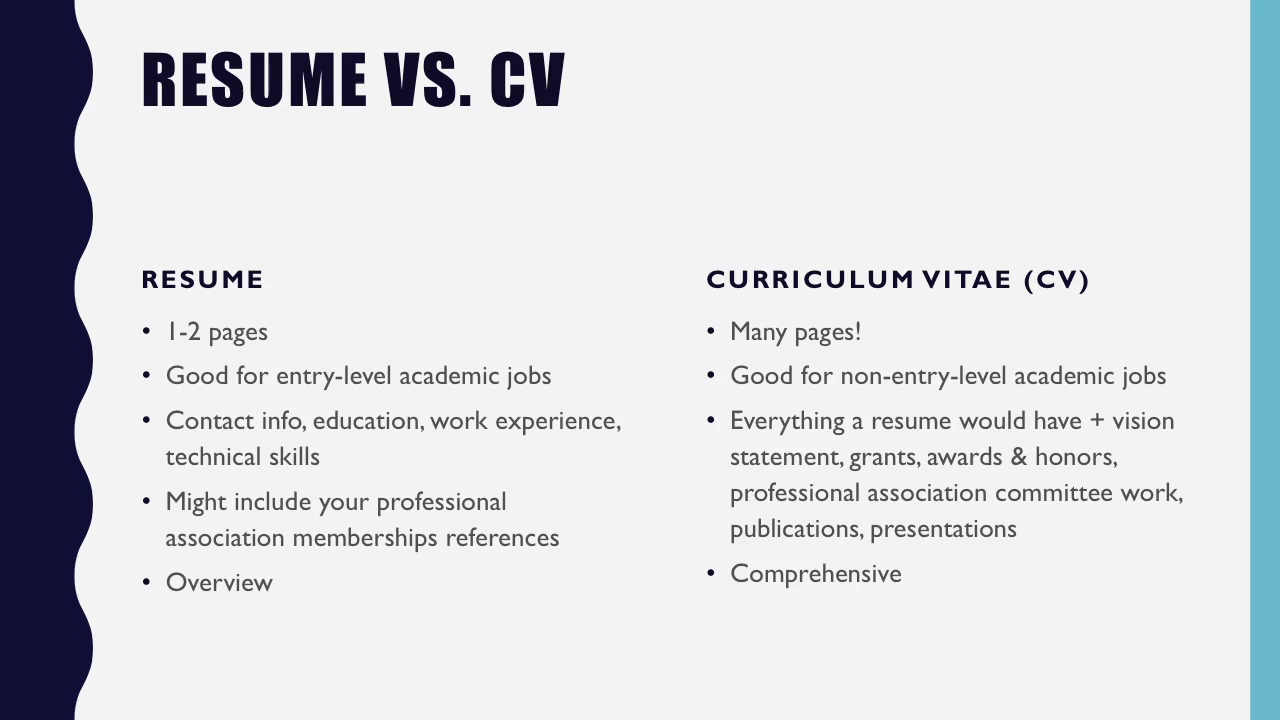 RESUME VS. CV
RESUME
• 1-2 pages
• Good for entry-level academic jobs
• Contact info, education, work experience,
technical skills
• Might include your professional
association memberships references
• Overview
CURRICULUM VITAE (CV)
• Many pages!
• Good for non-entry-level academic jobs
• Everything a resume would have + vision
statement, grants, awards & honors,
professional association committee work,
publications, presentations
• Comprehensive